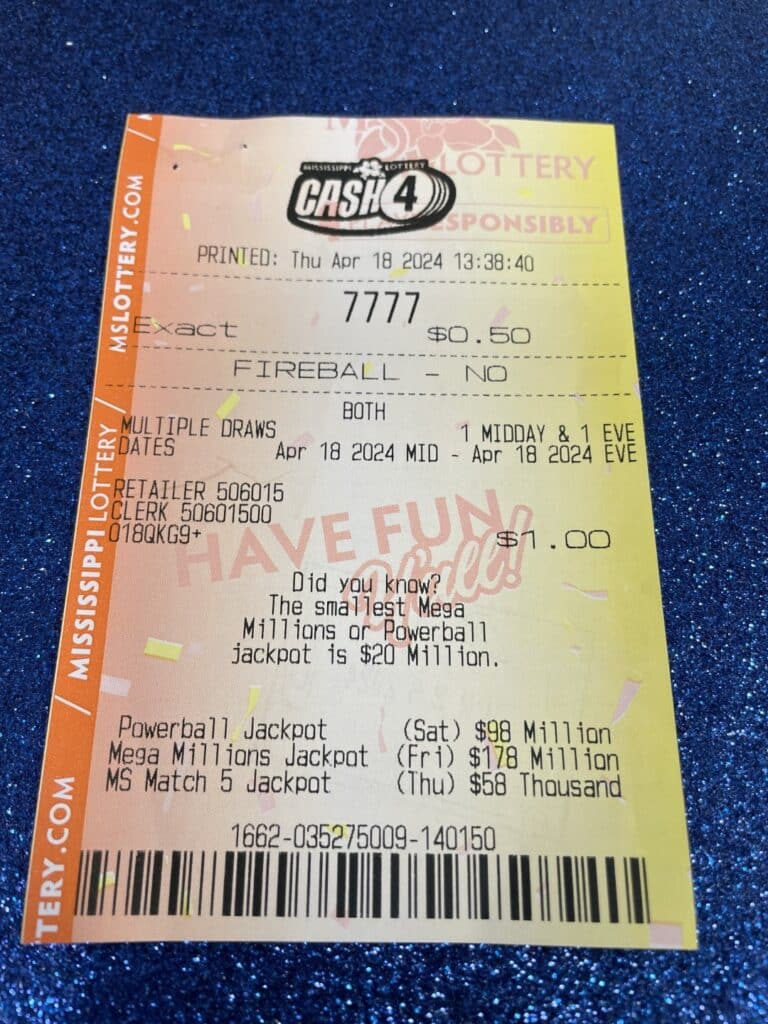 MS LOTTERY
MISSISSIPPI LOTTERY
CASH 4
RESPONSIBLY
PRINTED: Thu Apr 18 2024 13:38:40
7777
Exact $0.50
FIREBALL - NO
BOTH
MULTIPLE DRAWS 1 MIDDAY & 1 EVE
DATES Apr 18 2024 MID - Apr 18 2024 EVE
RETAILER 506015
CLERK 50601500
018QKG9+ $1.00
HAVE FUN
Y'all!
Did you know?
The smallest Mega
Millions or Powerball
jackpot is $20 Million.
Powerball Jackpot (Sat) $98 Million
Mega Millions Jackpot (Fri) $178 Million
MS Match 5 Jackpot (Thu) $58 Thousand
1662-035275009-140150
/ MSLOTTERY.COM
/ MISSISSIPPI LOTTERY
TERY.COM